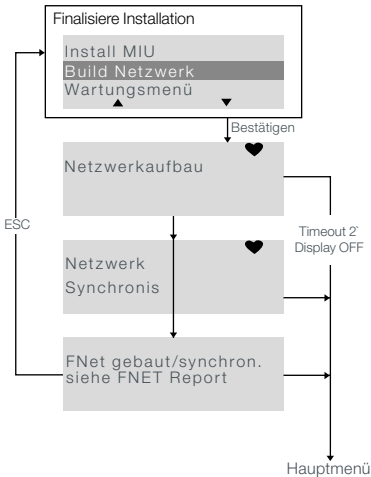 Finalisiere Installation
Install MIU
Build Netzwerk
Wartungsmenü
Bestätigen
Netzwerkaufbau
ESC
Timeout 2`
Display OFF
Netzwerk
Synchronis
FNet gebaut/synchron.
siehe FNET Report
Hauptmenü